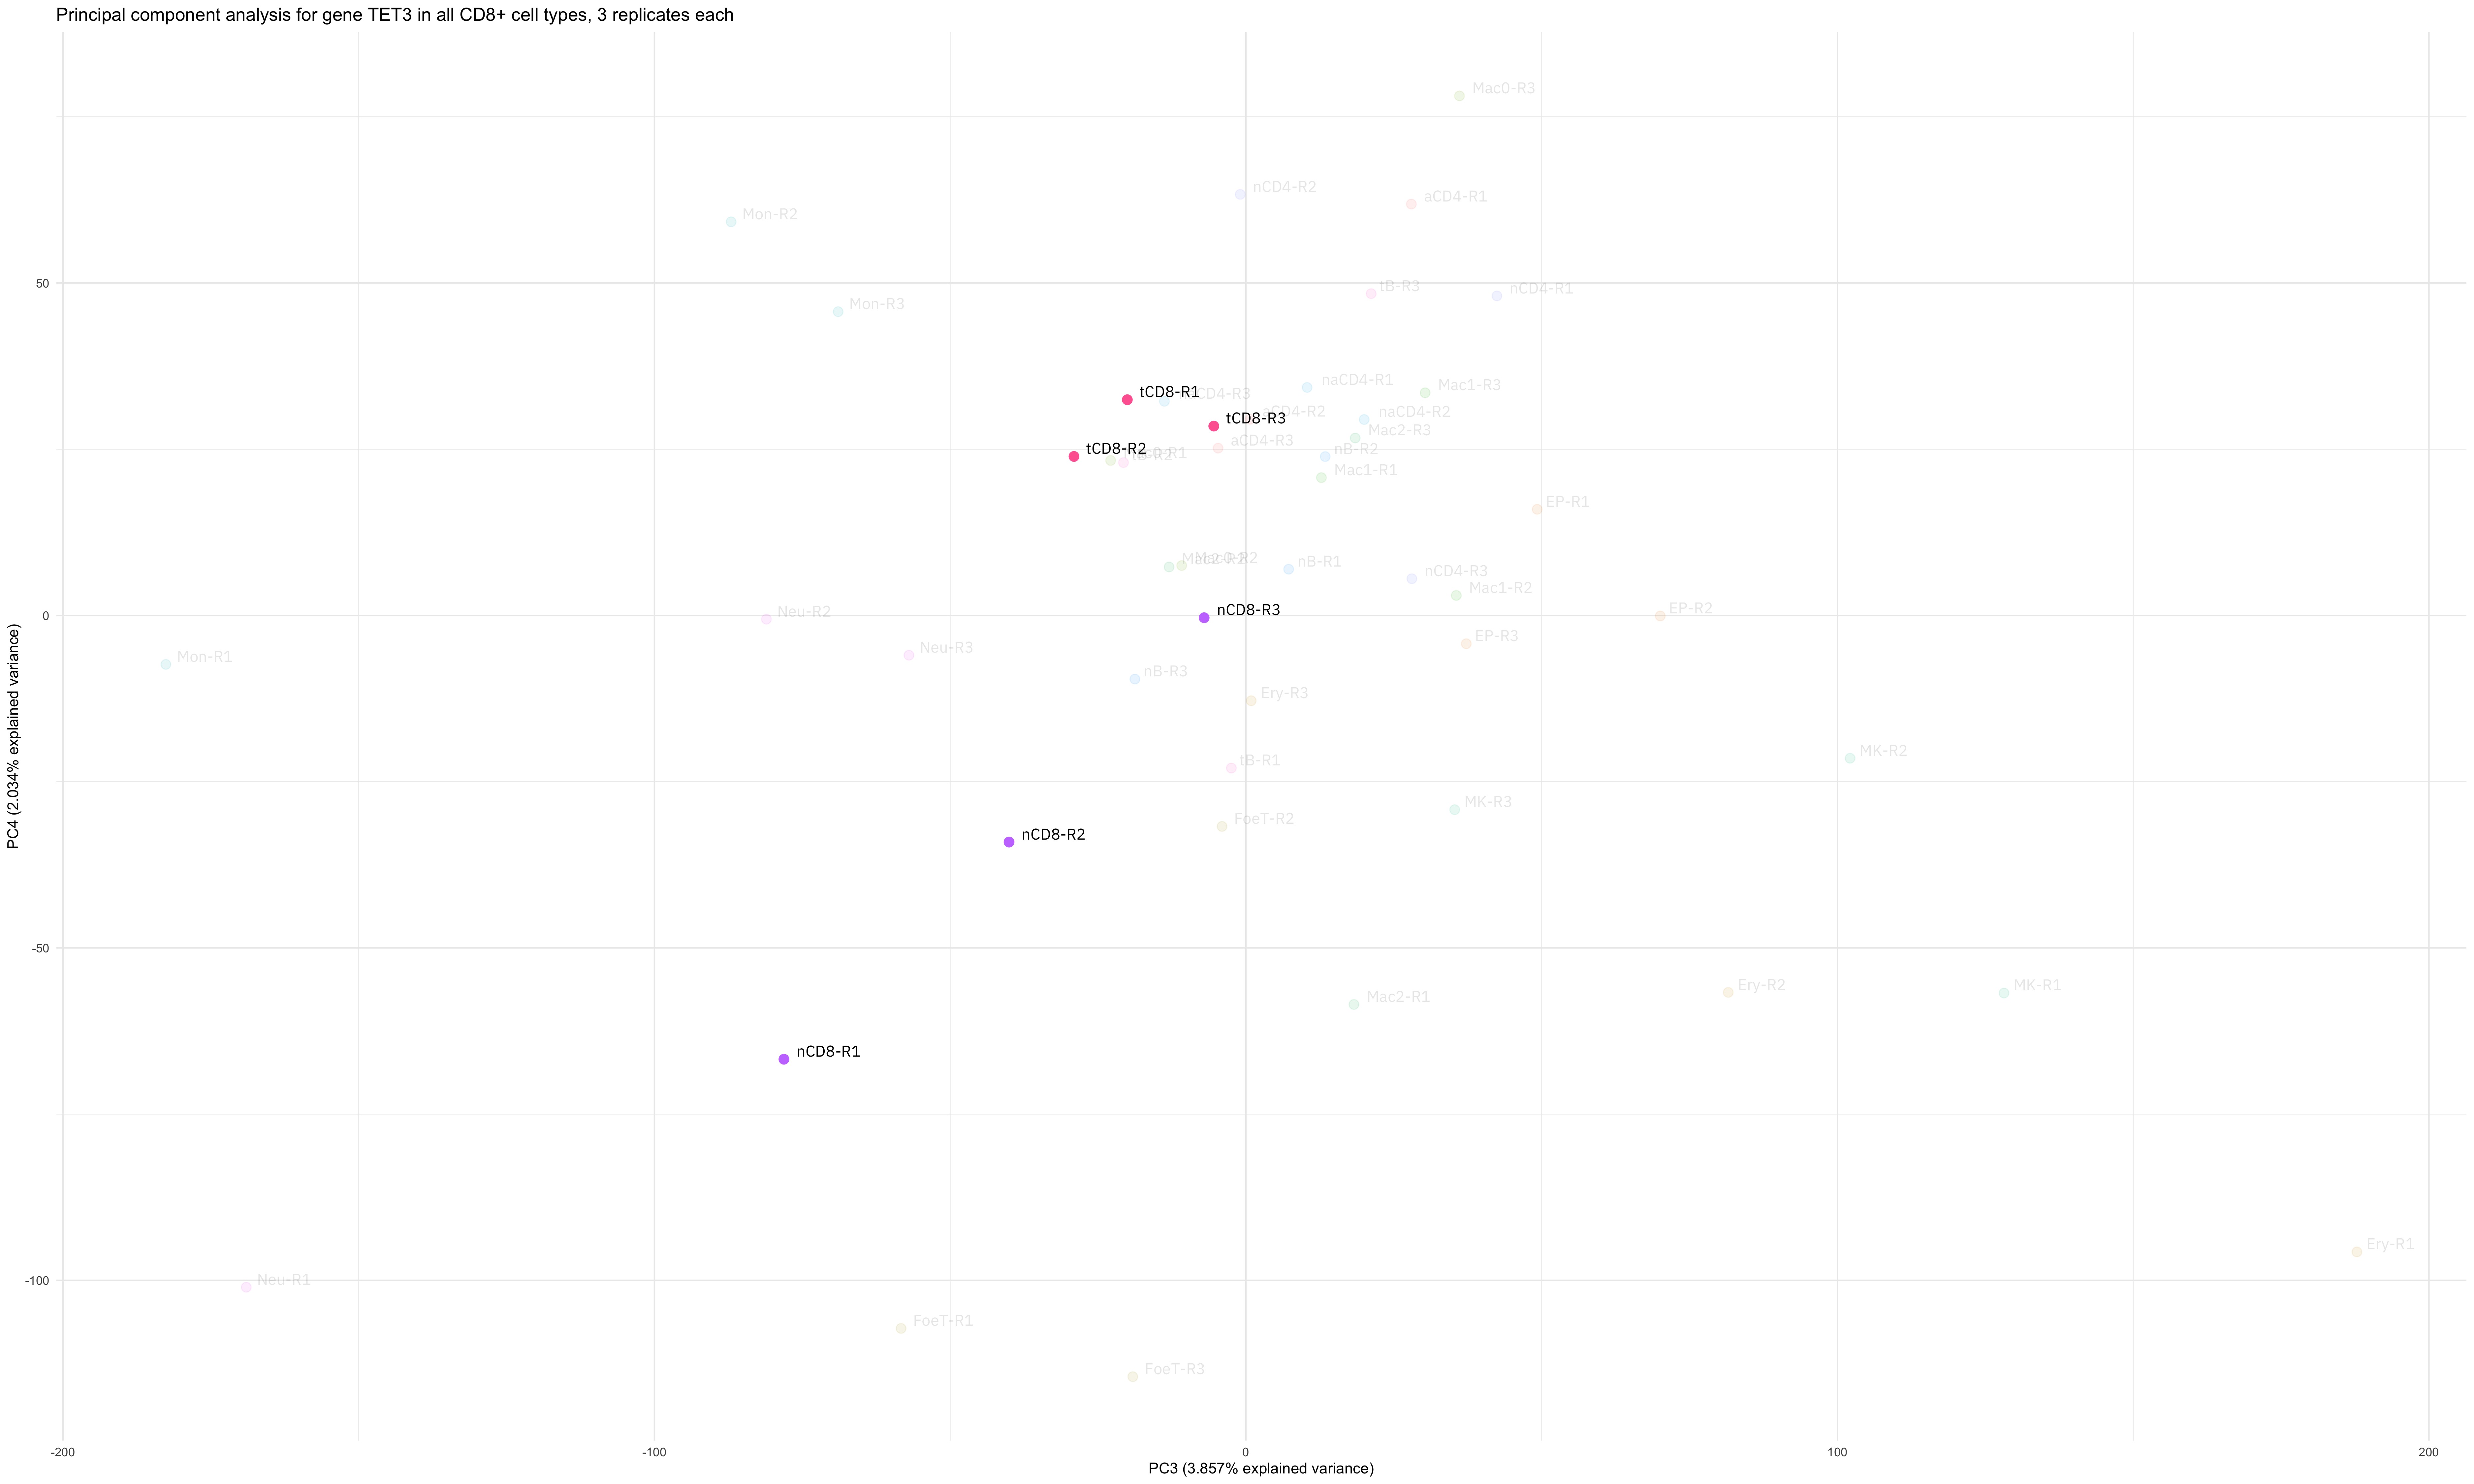 Principal component analysis for gene TET3 in all CD8+ cell types, 3 replicates each
Mac0-R3
nCD4-R2
aCD4-R1
Mon-R2
50
tB-R3
nCD4-R1
Mon-R3
naCD4-R1
Mac1-R3
tCD8-R1
tCD8-R3
naCD4-R2
Mac2-R3
aCD4-R3
tCD8-R2
nB-R2
Mac1-R1
EP-R1
Mac0-R2
nB-R1
nCD4-R3
Mac1-R2
0
Neu-R2
nCD8-R3
EP-R2
EP-R3
Neu-R3
Mon-R1
nB-R3
Ery-R3
PC4 (2.034% explained variance)
MK-R2
tB-R1
MK-R3
FoeT-R2
nCD8-R2
-50
Ery-R2
MK-R1
Mac2-R1
nCD8-R1
Ery-R1
-100
Neu-R1
FoeT-R1
FoeT-R3
-200
-100
0
100
200
PC3 (3.857% explained variance)